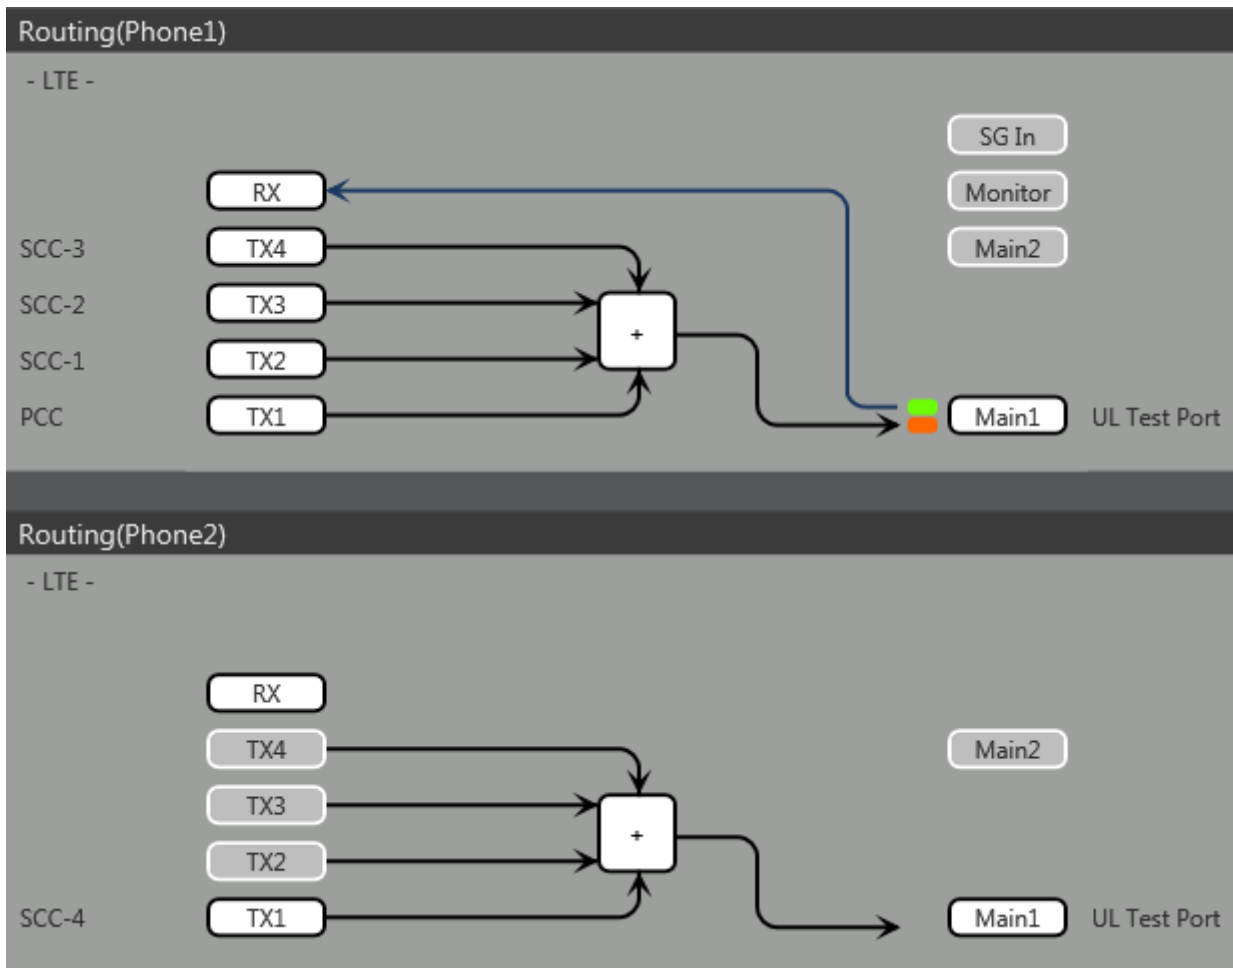 Routing(Phone1)
- LTE -
SG In
RX
Monitor
SCC-3
TX4
Main2
SCC-2
TX3
+
SCC-1
TX2
PCC
TX1
Main1
UL Test Port
Routing(Phone2)
- LTE -
RX
TX4
Main2
TX3
+
TX2
SCC-4
TX1
Main1
UL Test Port